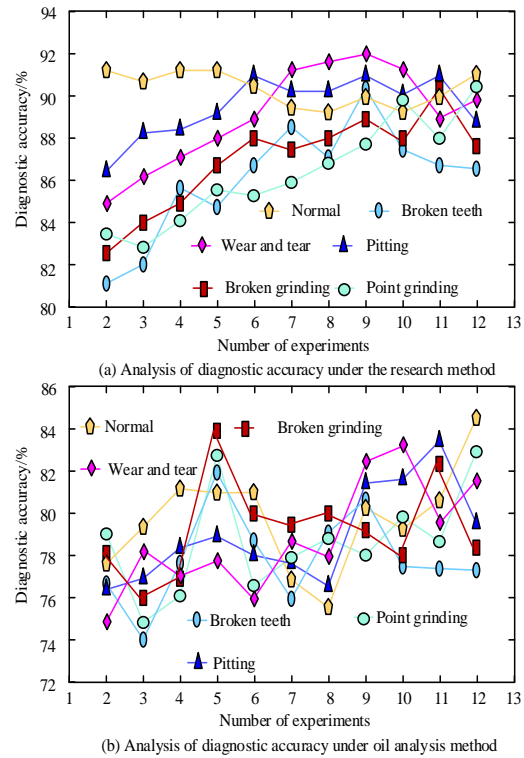 94
92
90
88
86
84
82
80
Diagnostic accuracy/%
Normal
Broken teeth
Wear and tear
Pitting
Broken grinding
Point grinding
1 2 3 4 5 6 7 8 9 10 11 12 13
Number of experiments
(a) Analysis of diagnostic accuracy under the research method
86
84
82
80
78
76
74
72
Diagnostic accuracy/%
Normal
Broken grinding
Wear and tear
Broken teeth
Point grinding
Pitting
1 2 3 4 5 6 7 8 9 10 11 12 13
Number of experiments
(b) Analysis of diagnostic accuracy under oil analysis method